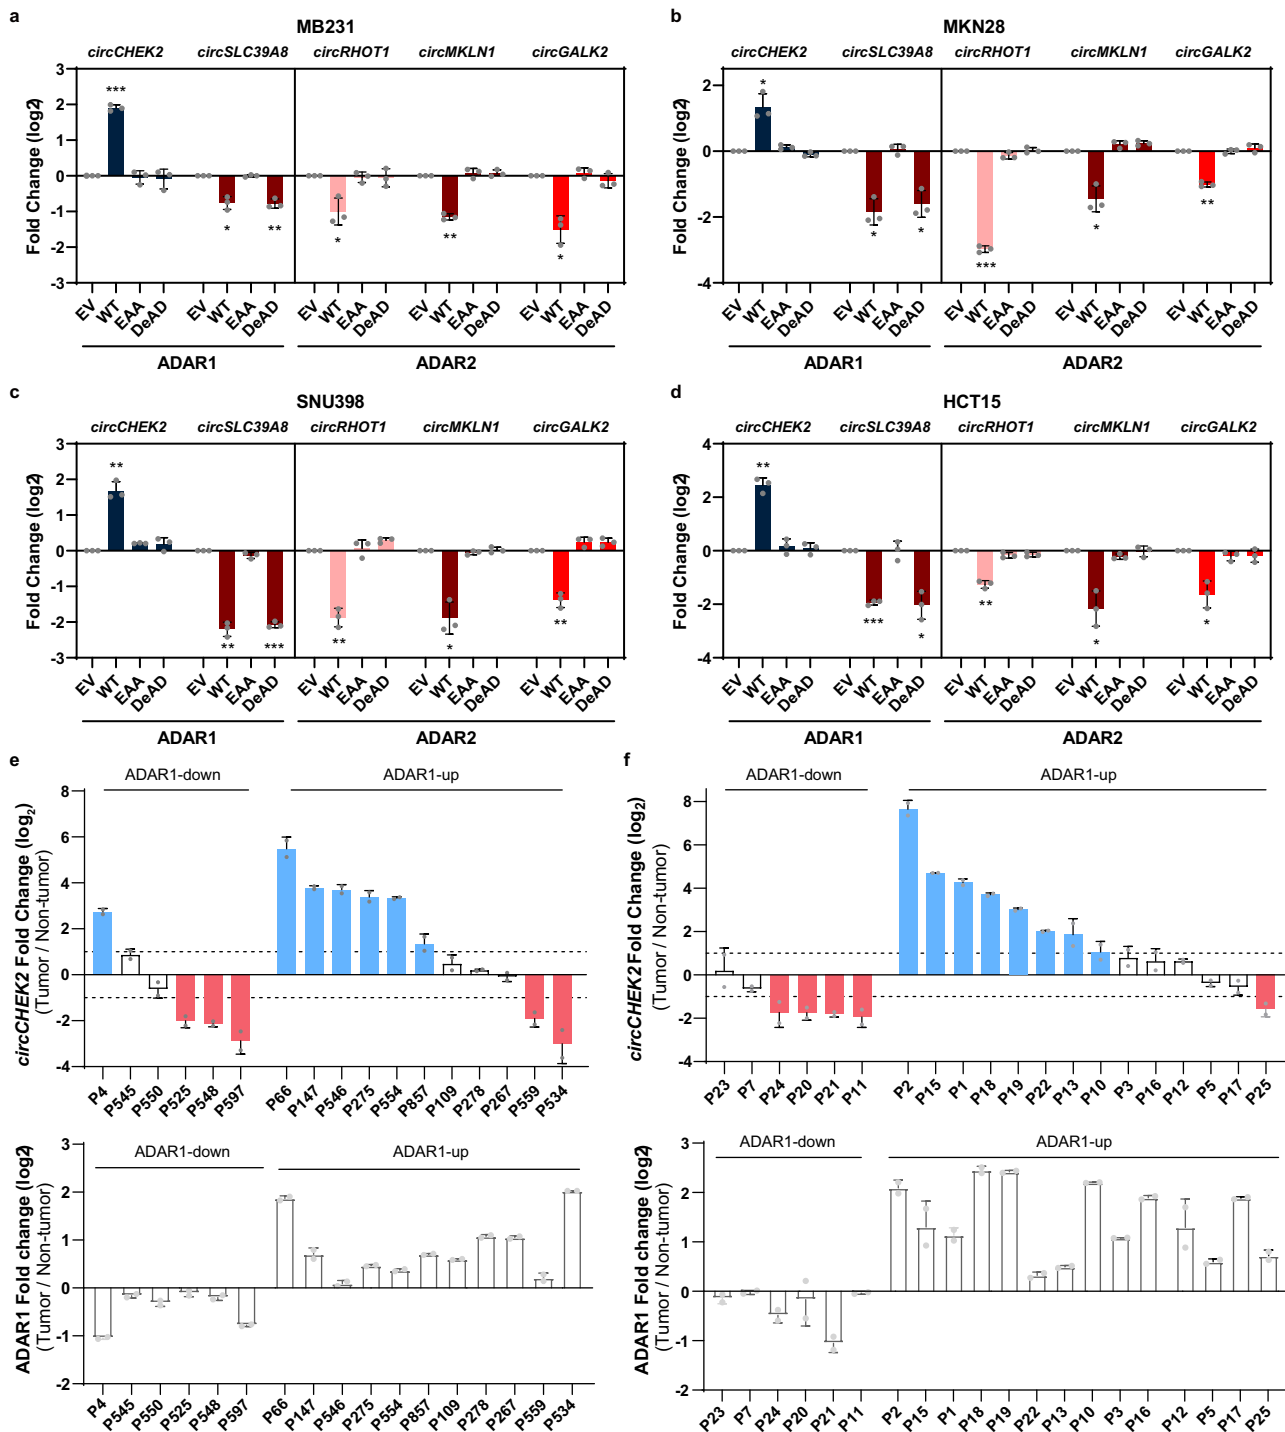 a
MB231
circCHEK2 circSLC39A8 circRHOT1 circMKLN1 circGALK2
Fold Change (log2)
3
2
1
0
-1
-2
-3
*** * ** * ** *
EV WT EAA DeAD EV WT EAA DeAD EV WT EAA DeAD EV WT EAA DeAD EV WT EAA DeAD
ADAR1 ADAR2
b
MKN28
circCHEK2 circSLC39A8 circRHOT1 circMKLN1 circGALK2
Fold Change (log2)
2
0
-2
-4
* * * *** * **
EV WT EAA DeAD EV WT EAA DeAD EV WT EAA DeAD EV WT EAA DeAD EV WT EAA DeAD
ADAR1 ADAR2
c
SNU398
circCHEK2 circSLC39A8 circRHOT1 circMKLN1 circGALK2
Fold Change (log2)
3
2
1
0
-1
-2
-3
** ** *** ** * **
EV WT EAA DeAD EV WT EAA DeAD EV WT EAA DeAD EV WT EAA DeAD EV WT EAA DeAD
ADAR1 ADAR2
d
HCT15
circCHEK2 circSLC39A8 circRHOT1 circMKLN1 circGALK2
Fold Change (log2)
4
2
0
-2
-4
** *** * ** * *
EV WT EAA DeAD EV WT EAA DeAD EV WT EAA DeAD EV WT EAA DeAD EV WT EAA DeAD
ADAR1 ADAR2
e
ADAR1-down ADAR1-up
circCHEK2 Fold Change (log₂)
(Tumor / Non-tumor)
8
6
4
2
0
-2
-4
P4 P545 P550 P525 P548 P597 P66 P147 P546 P275 P554 P857 P109 P278 P267 P559 P534
ADAR1-down ADAR1-up
ADAR1 Fold change (log2)
(Tumor / Non-tumor)
3
2
1
0
-1
-2
P4 P545 P550 P525 P548 P597 P66 P147 P546 P275 P554 P857 P109 P278 P267 P559 P534
f
ADAR1-down ADAR1-up
circCHEK2 Fold Change (log₂)
(Tumor / Non-tumor)
8
6
4
2
0
-2
-4
P23 P7 P24 P20 P21 P11 P2 P15 P1 P18 P19 P22 P13 P10 P3 P16 P12 P5 P17 P25
ADAR1-down ADAR1-up
ADAR1 Fold change (log2)
(Tumor / Non-tumor)
3
2
1
0
-1
-2
P23 P7 P24 P20 P21 P11 P2 P15 P1 P18 P19 P22 P13 P10 P3 P16 P12 P5 P17 P25